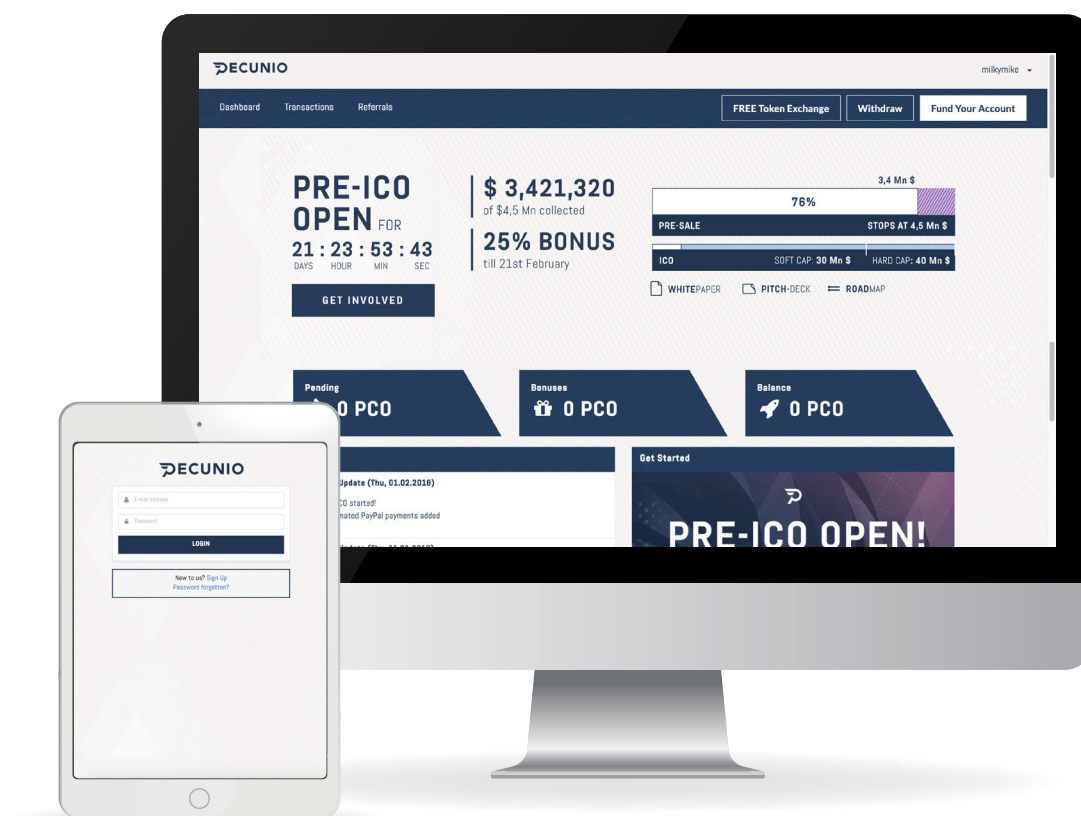 PECUNIO
milkymike
Dashboard Transactions Referrals FREE Token Exchange Withdraw Fund Your Account
PRE-ICO
OPEN FOR
21 : 23 : 53 : 43
DAYS HOUR MIN SEC
GET INVOLVED
$ 3,421,320
of $4,5 Mn collected
25% BONUS
till 21st February
3,4 Mn $
76%
PRE-SALE STOPS AT 4,5 Mn $
ICO SOFT CAP: 30 Mn $ HARD CAP: 40 Mn $
WHITEPAPER PITCH-DECK ROADMAP
Pending
0 PCO
Bonuses
0 PCO
Balance
0 PCO
Update (Thu, 01.02.2018)
CO started!
mated PayPal payments added
Get Started
PRE-ICO OPEN!
PECUNIO
E-mail address
Password
LOGIN
New to us? Sign Up
Password forgotten?